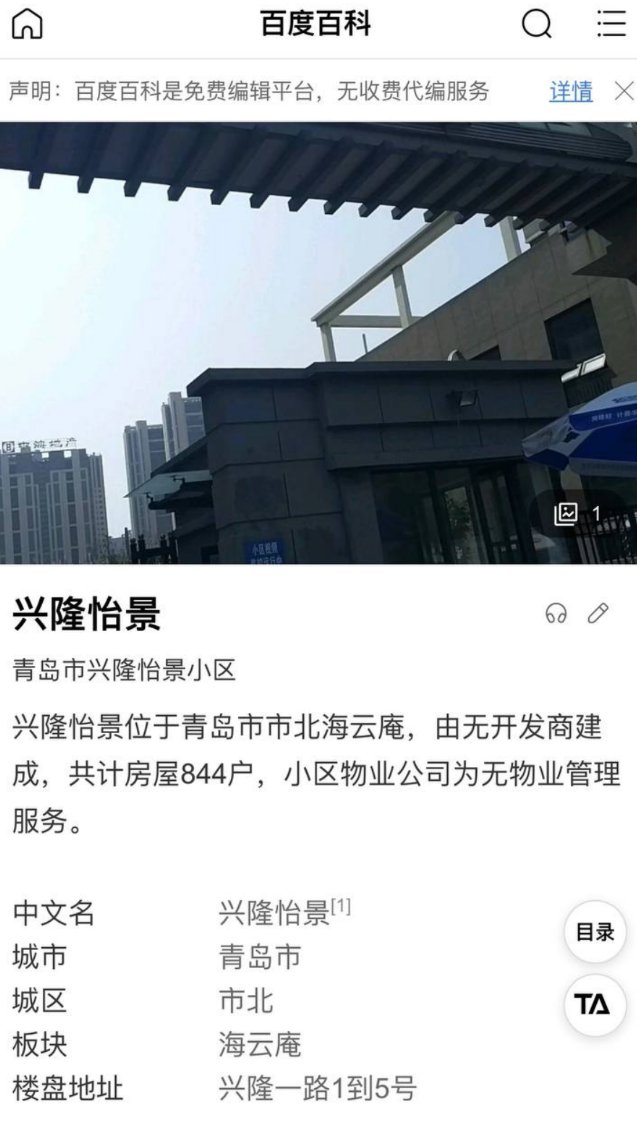 百度百科
声明：百度百科是免费编辑平台，无收费代编服务
详情
小区视频
1
兴隆怡景
青岛市兴隆怡景小区
兴隆怡景位于青岛市市北海云庵，由无开发商建
成，共计房屋844户，小区物业公司为无物业管理
服务。
中文名 兴隆怡景[1]
城市 青岛市
城区 市北
板块 海云庵
楼盘地址 兴隆一路1到5号
目录
TA